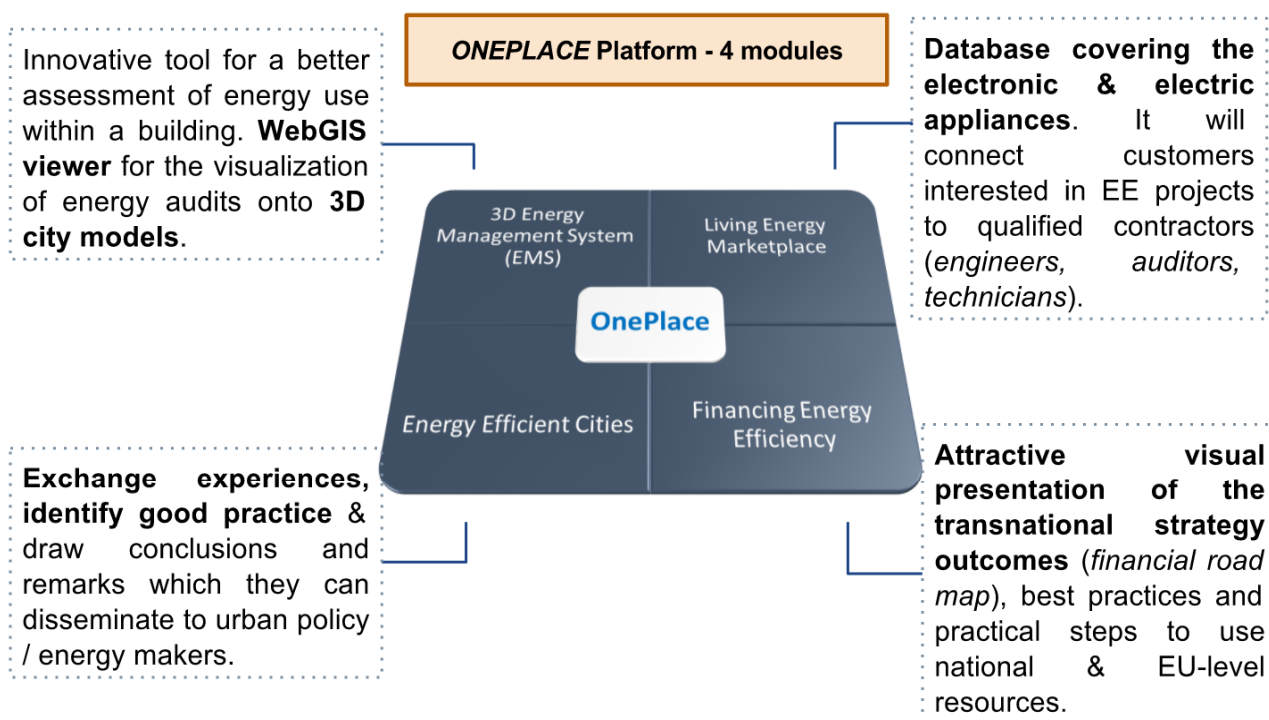 ONEPLACE Platform - 4 modules
Innovative tool for a better
assessment of energy use
within a building. WebGIS
viewer for the visualization
of energy audits onto 3D
city models.
Database covering the
electronic & electric
appliances. It will
connect customers
interested in EE projects
to qualified contractors
(engineers, auditors,
technicians).
3D Energy
Management System
(EMS)
Living Energy
Marketplace
OnePlace
Energy Efficient Cities
Financing Energy
Efficiency
Exchange experiences,
identify good practice &
draw conclusions and
remarks which they can
disseminate to urban policy
/ energy makers.
Attractive visual
presentation of the
transnational strategy
outcomes (financial road
map), best practices and
practical steps to use
national & EU-level
resources.